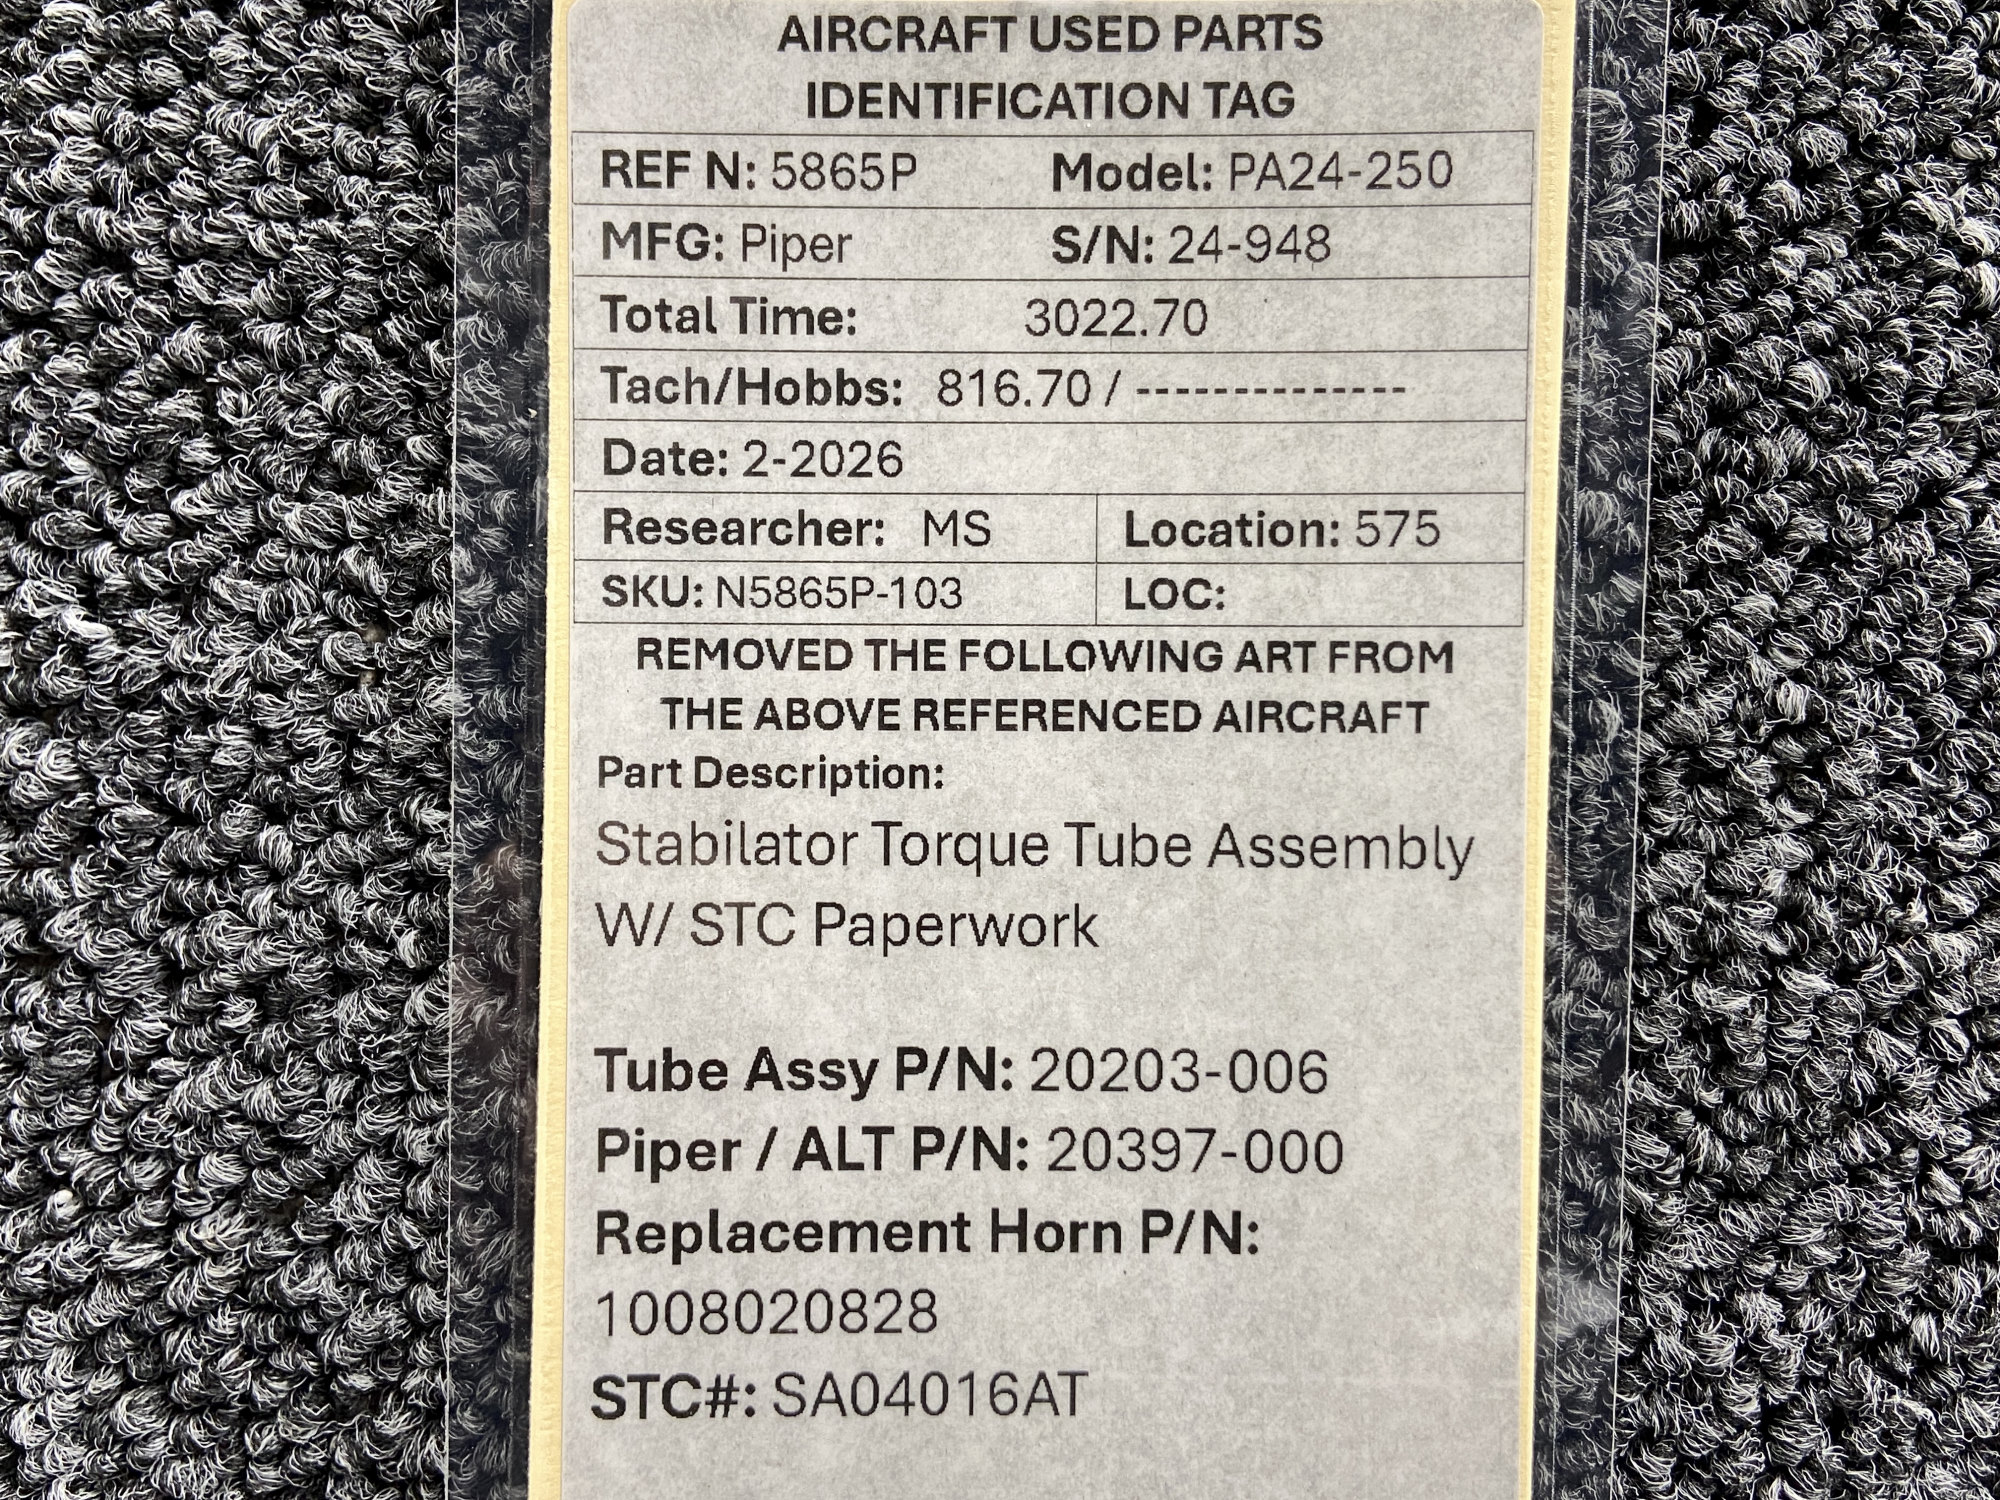 AIRCRAFT USED PARTS
IDENTIFICATION TAG
REF N: 5865P Model: PA24-250
MFG: Piper S/N: 24-948
Total Time: 3022.70
Tach/Hobbs: 816.70 / --------------
Date: 2-2026
Researcher: MS Location: 575
SKU: N5865P-103 LOC:
REMOVED THE FOLLOWING ART FROM
THE ABOVE REFERENCED AIRCRAFT
Part Description:
Stabilator Torque Tube Assembly
W/ STC Paperwork
Tube Assy P/N: 20203-006
Piper / ALT P/N: 20397-000
Replacement Horn P/N:
1008020828
STC#: SA04016AT